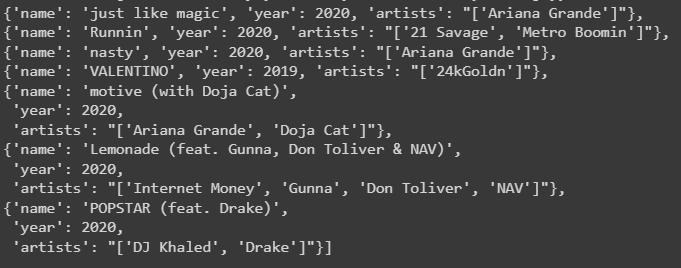 {'name': 'just like magic', 'year': 2020, 'artists': "['Ariana Grande']"},
{'name': 'Runnin', 'year': 2020, 'artists': "['21 Savage', 'Metro Boomin']"},
{'name': 'nasty', 'year': 2020, 'artists': "['Ariana Grande']"},
{'name': 'VALENTINO', 'year': 2019, 'artists': "['24kGoldn']"},
{'name': 'motive (with Doja Cat)',
 'year': 2020,
 'artists': "['Ariana Grande', 'Doja Cat']"},
{'name': 'Lemonade (feat. Gunna, Don Toliver & NAV)',
 'year': 2020,
 'artists': "['Internet Money', 'Gunna', 'Don Toliver', 'NAV']"},
{'name': 'POPSTAR (feat. Drake)',
 'year': 2020,
 'artists': "['DJ Khaled', 'Drake']"}]